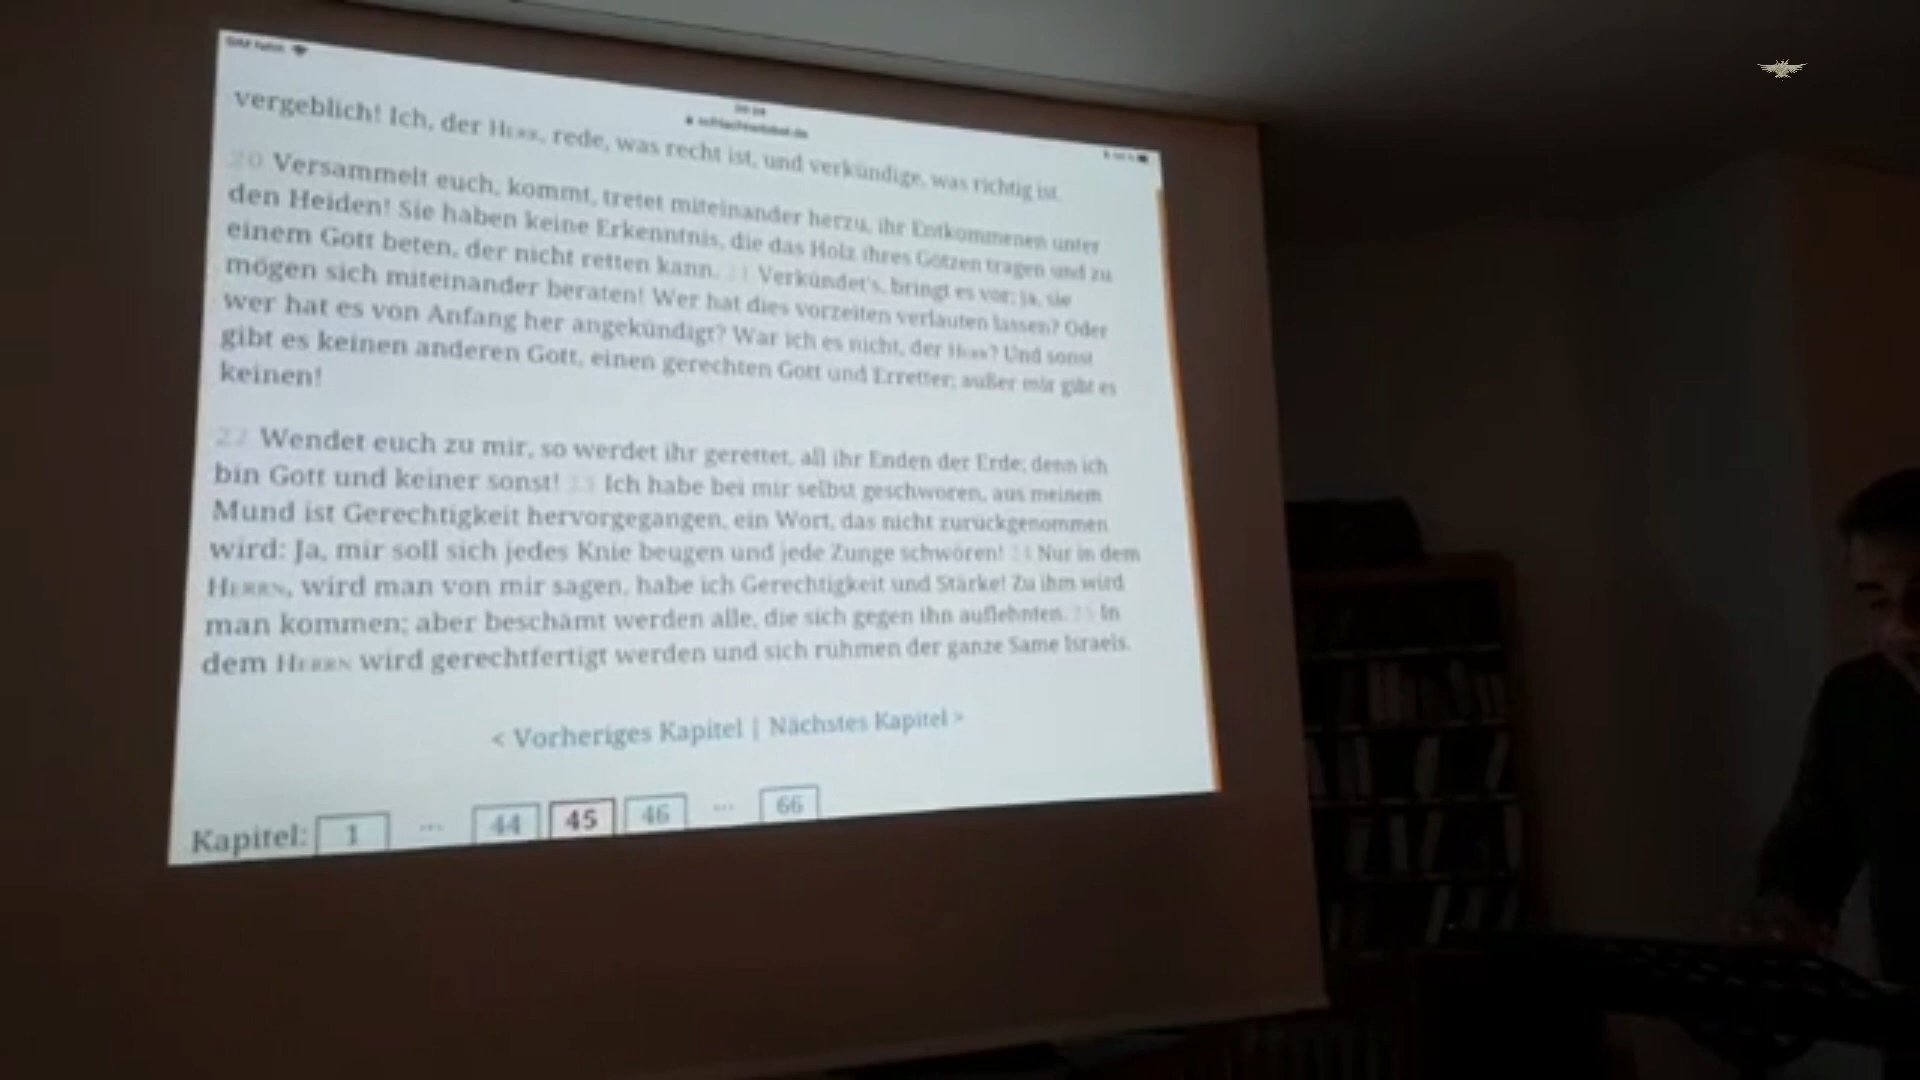 vergeblich! Ich, der HERR, rede, was recht ist, und verkündige, was richtig ist.
20 Versammelt euch, kommt, tretet miteinander herzu, ihr Entkommenen unter
den Heiden! Sie haben keine Erkenntnis, die das Holz ihres Götzen tragen und zu
einem Gott beten, der nicht retten kann. 21 Verkündet's, bringt es vor; ja, sie
mögen sich miteinander beraten! Wer hat dies vorzeiten verlauten lassen? Oder
wer hat es von Anfang her angekündigt? War ich es nicht, der HERR? Und sonst
gibt es keinen anderen Gott, einen gerechten Gott und Erretter; außer mir gibt es
keinen!
22 Wendet euch zu mir, so werdet ihr gerettet, all ihr Enden der Erde; denn ich
bin Gott und keiner sonst! 23 Ich habe bei mir selbst geschworen, aus meinem
Mund ist Gerechtigkeit hervorgegangen, ein Wort, das nicht zurückgenommen
wird: Ja, mir soll sich jedes Knie beugen und jede Zunge schwören! 24 Nur in dem
HERRN, wird man von mir sagen, habe ich Gerechtigkeit und Stärke! Zu ihm wird
man kommen; aber beschämt werden alle, die sich gegen ihn auflehnten. 25 In
dem HERRN wird gerechtfertigt werden und sich rühmen der ganze Same Israels.
< Vorheriges Kapitel | Nächstes Kapitel >
Kapitel: 1 ... 44 45 46 ... 66